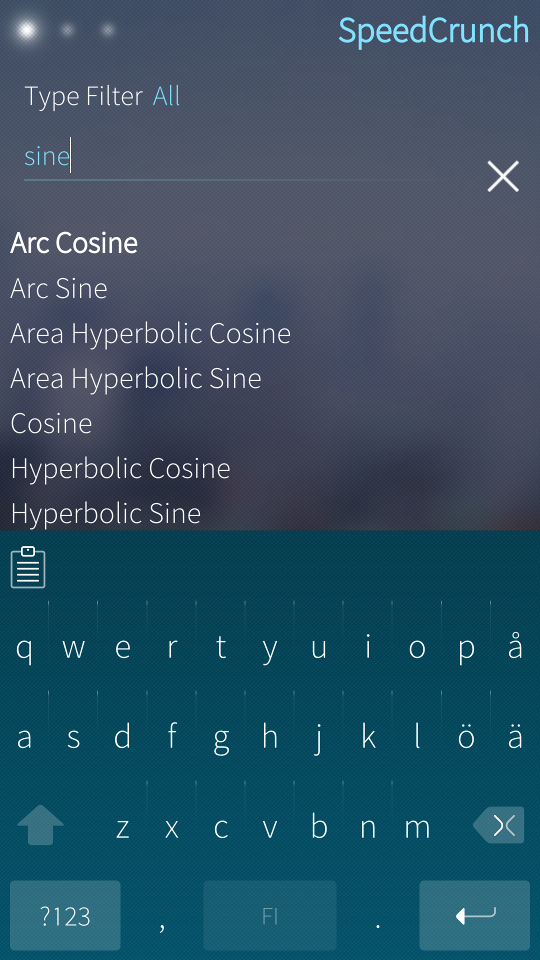 SpeedCrunch
Type Filter All
sine
Arc Cosine
Arc Sine
Area Hyperbolic Cosine
Area Hyperbolic Sine
Cosine
Hyperbolic Cosine
Hyperbolic Sine
q w e r t y u i o p å
a s d f g h j k l ö ä
z x c v b n m
?123 , FI .